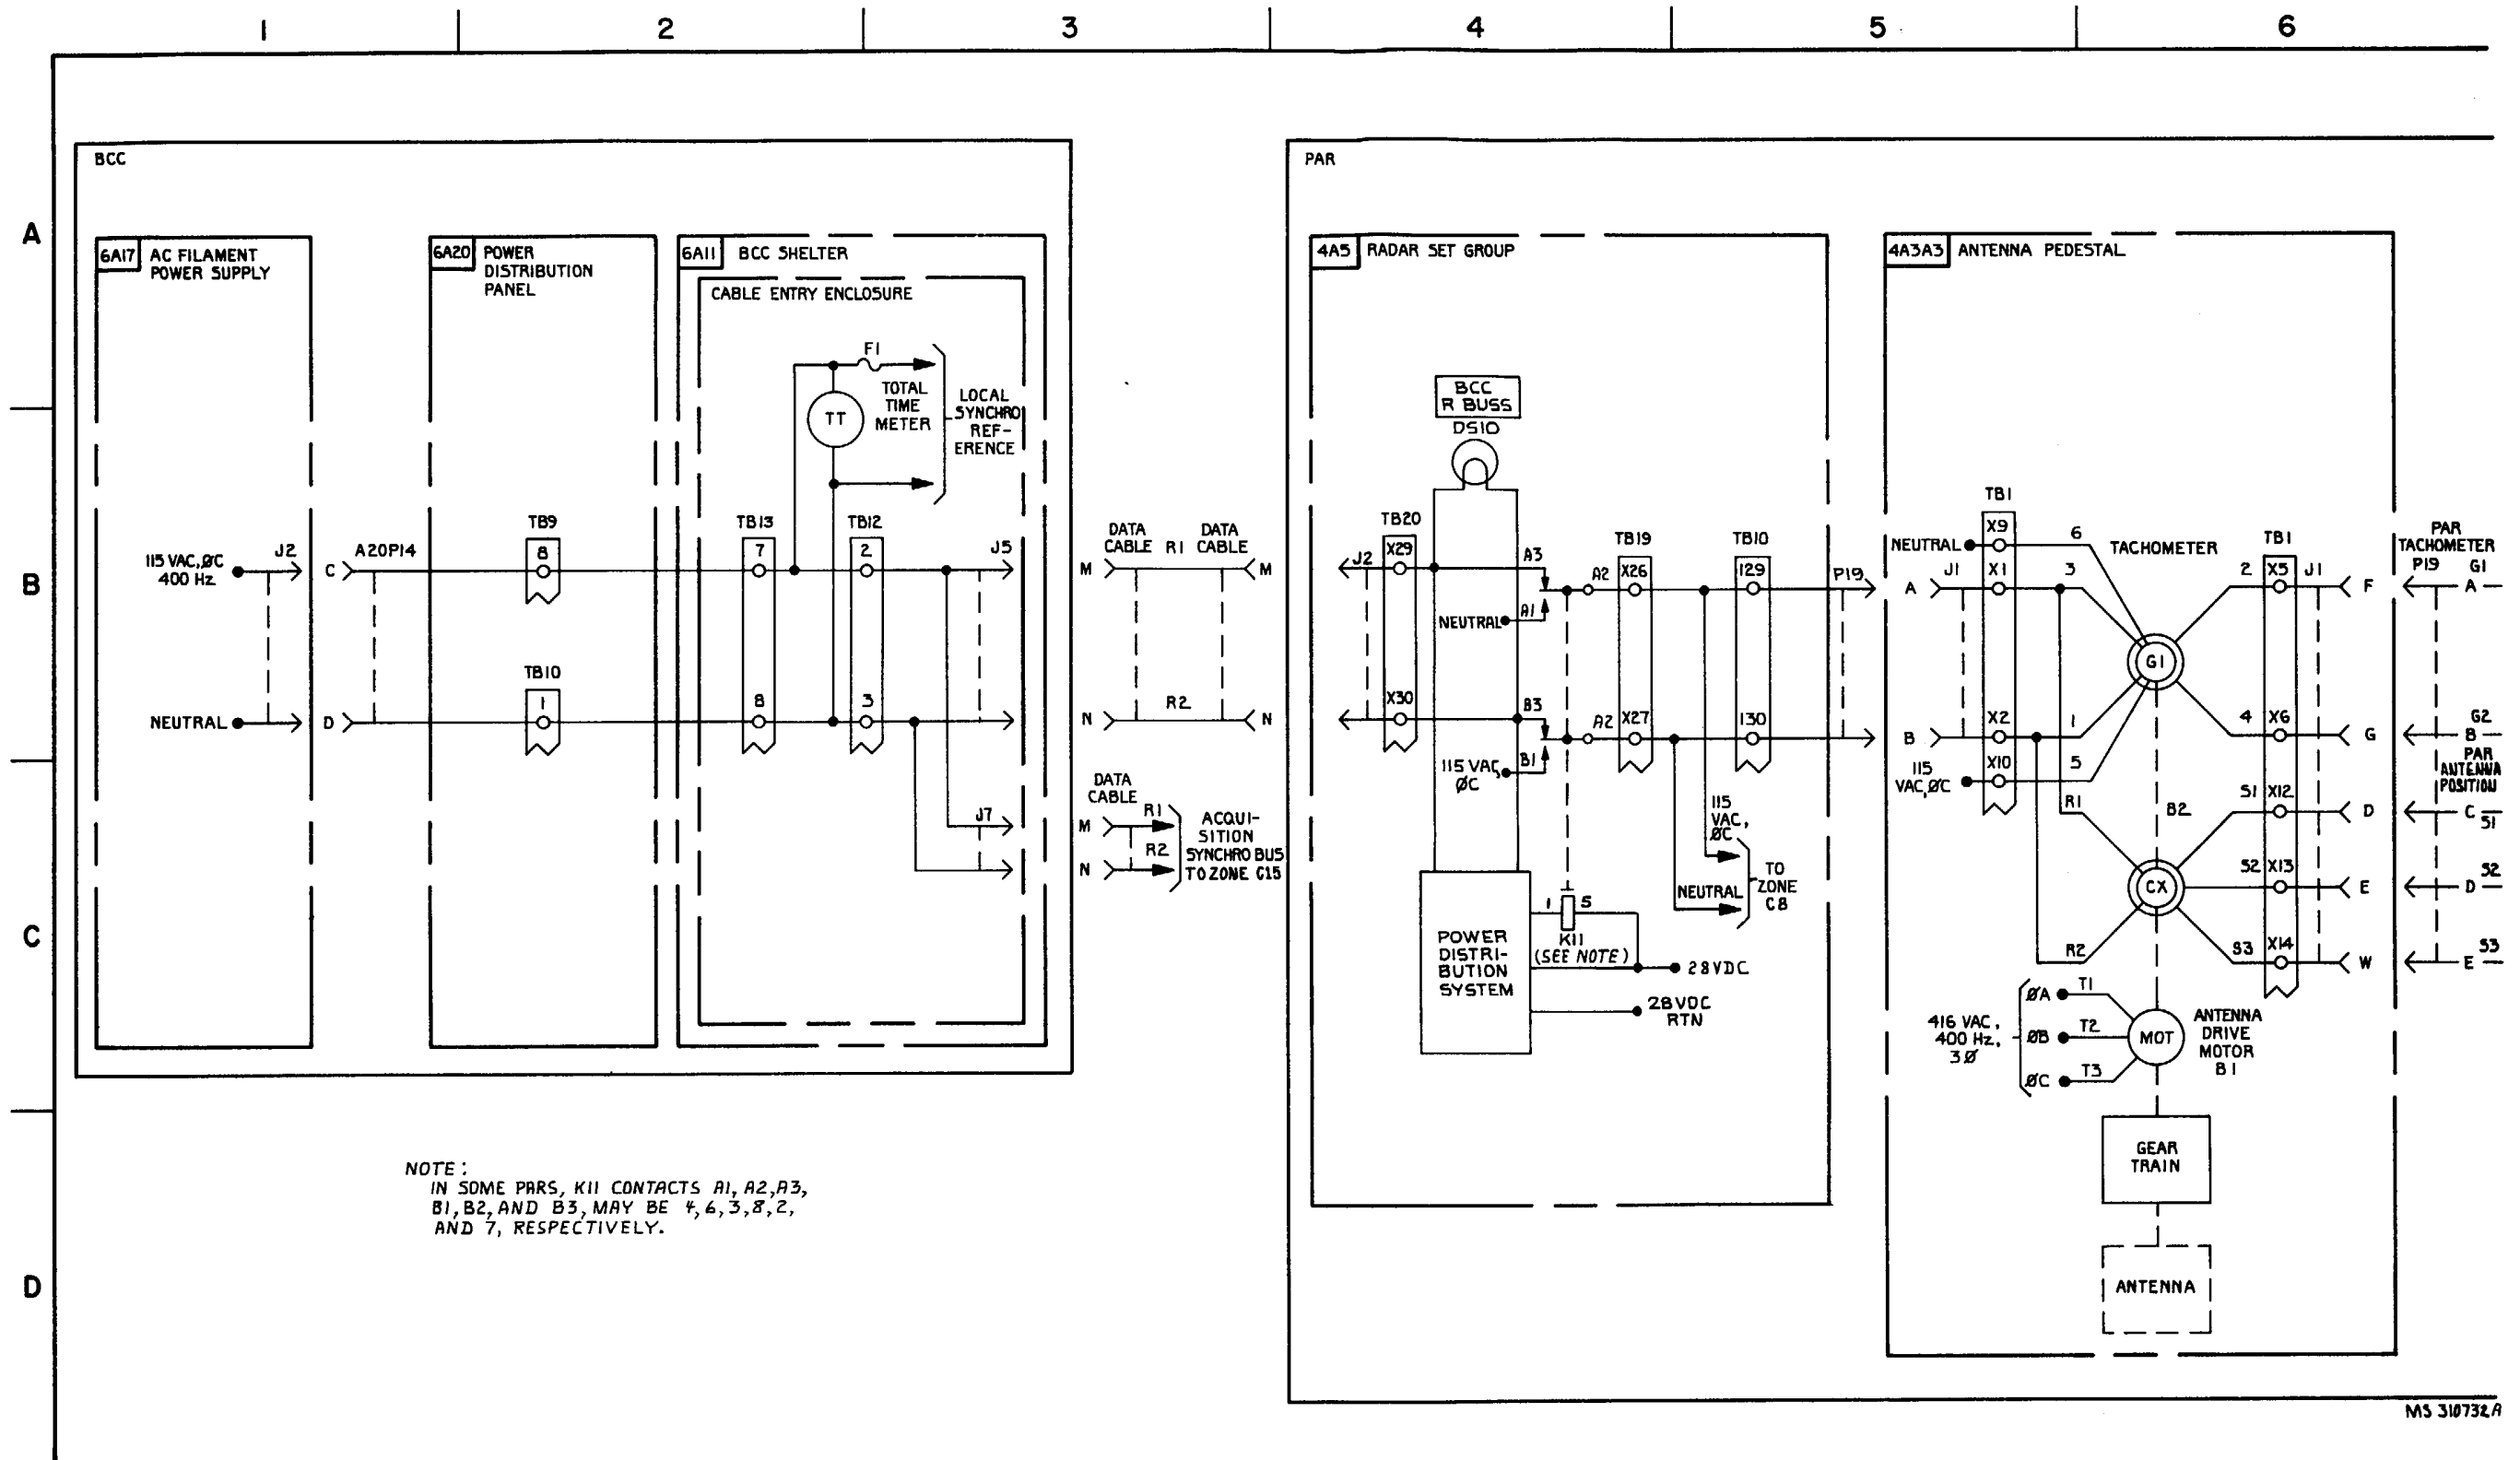 1 2 3 4 5 6
A
B
C
D
BCC
6A17 AC FILAMENT
POWER SUPPLY
115 VAC,ØC
400 Hz
NEUTRAL
J2
C
D
A20P14
6A20 POWER
DISTRIBUTION
PANEL
TB9
8
TB10
1
6A11 BCC SHELTER
CABLE ENTRY ENCLOSURE
F1
TT
TOTAL
TIME
METER
LOCAL
SYNCHRO
REF-
ERENCE
TB13
7
8
TB12
2
3
J5
J7
DATA
CABLE
R1
DATA
CABLE
M
M
N
R2
N
DATA
CABLE
M
R1
N
R2
ACQUI-
SITION
SYNCHRO BUS
TO ZONE C15
NOTE:
IN SOME PARS, K11 CONTACTS A1, A2, A3,
B1, B2, AND B3, MAY BE 4, 6, 3, 8, 2,
AND 7, RESPECTIVELY.
PAR
4A5 RADAR SET GROUP
BCC
R BUSS
DS10
J2
TB20
X29
X30
A3
A1
NEUTRAL
B3
B1
115 VAC,
ØC
A2
A2
TB19
X26
X27
TB10
129
130
P19
115
VAC,
ØC
NEUTRAL
TO
ZONE
C8
POWER
DISTRI-
BUTION
SYSTEM
1
5
K11
(SEE NOTE)
28VDC
28VDC
RTN
4A3A3 ANTENNA PEDESTAL
A
B
J1
TB1
X9
X1
X2
X10
NEUTRAL
115
VAC,ØC
6
3
1
5
R1
R2
TACHOMETER
G1
B2
CX
2
4
S1
S2
S3
TB1
X5
X6
X12
X13
X14
J1
F
G
D
E
W
416 VAC,
400 Hz,
3Ø
ØA
ØB
ØC
T1
T2
T3
MOT
ANTENNA
DRIVE
MOTOR
B1
GEAR
TRAIN
ANTENNA
PAR
TACHOMETER
P19 G1
A
G2
B
PAR
ANTENNA
POSITION
C
S1
S2
D
S3
E
MS 310732A